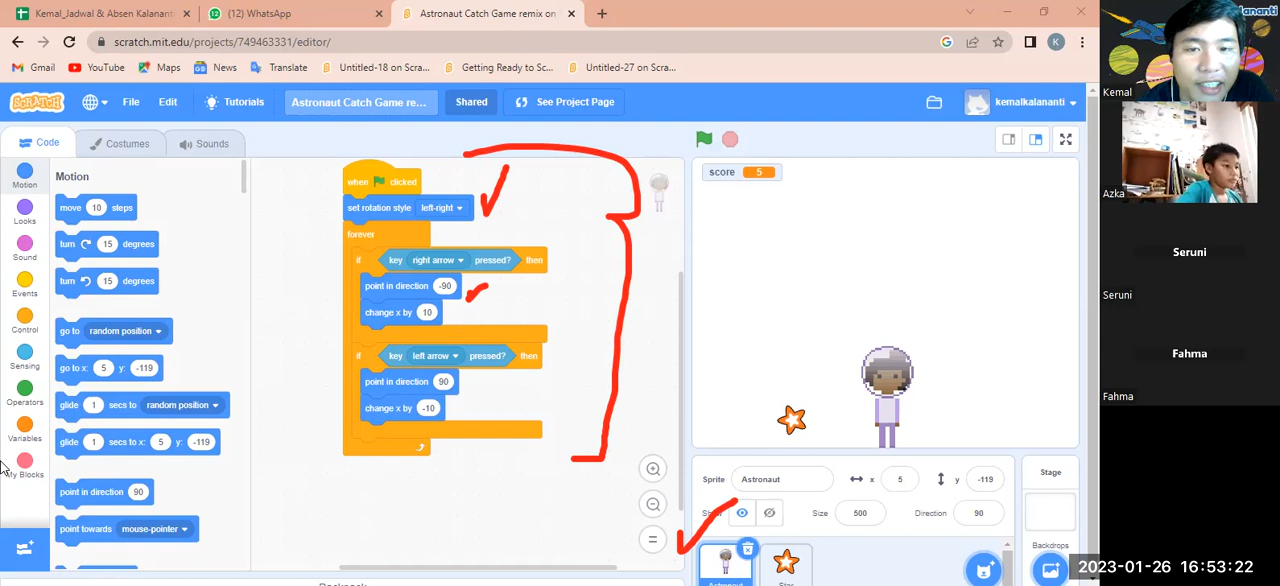 Kemal_Jadwal & Absen Kalananti
(12) WhatsApp
Astronaut Catch Game remix on
scratch.mit.edu/projects/749463331/editor/
K
Gmail YouTube Maps News Translate Untitled-18 on Scra... Getting Ready to Sc... Untitled-27 on Scra...
SCRATCH File Edit Tutorials Astronaut Catch Game re... Shared See Project Page kemalkalananti
Code Costumes Sounds
Motion
Looks
Sound
Events
Control
Sensing
Operators
Variables
My Blocks
Motion
move 10 steps
turn 15 degrees
turn 15 degrees
go to random position
go to x: 5 y: -119
glide 1 secs to random position
glide 1 secs to x: 5 y: -119
point in direction 90
point towards mouse-pointer
when clicked
set rotation style left-right
forever
if key right arrow pressed? then
point in direction -90
change x by 10
if key left arrow pressed? then
point in direction 90
change x by -10
score 5
Sprite Astronaut x 5 y -119
Size 500 Direction 90
Astronaut
Stage
Backdrops
Kemal
Azka
Seruni
Seruni
Fahma
Fahma
2023-01-26 16:53:22